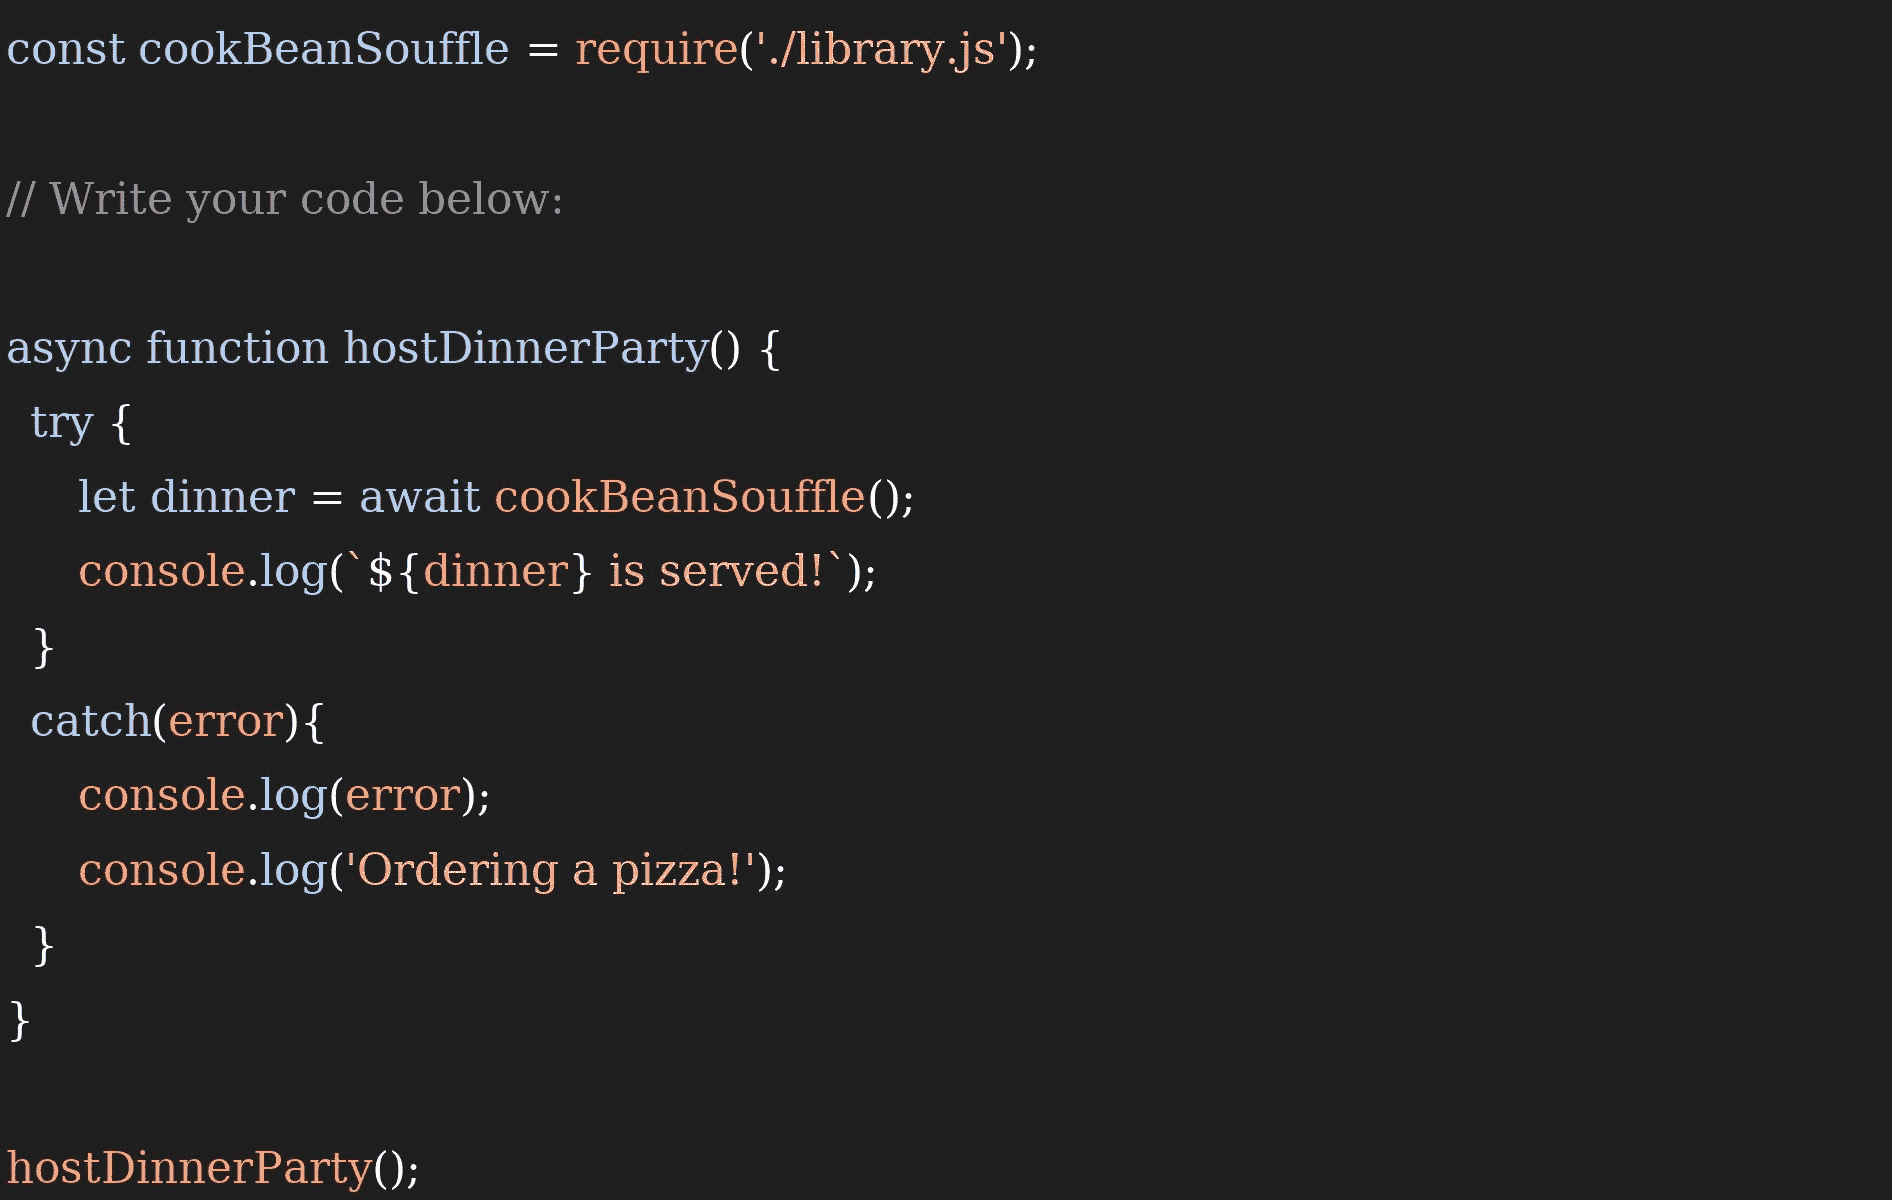 const cookBeanSouffle = require('./library.js');
// Write your code below:
async function hostDinnerParty() {
try {
let dinner = await cookBeanSouffle();
console.log(`${dinner} is served!`);
}
catch(error){
console.log(error);
console.log('Ordering a pizza!');
}
}
hostDinnerParty();